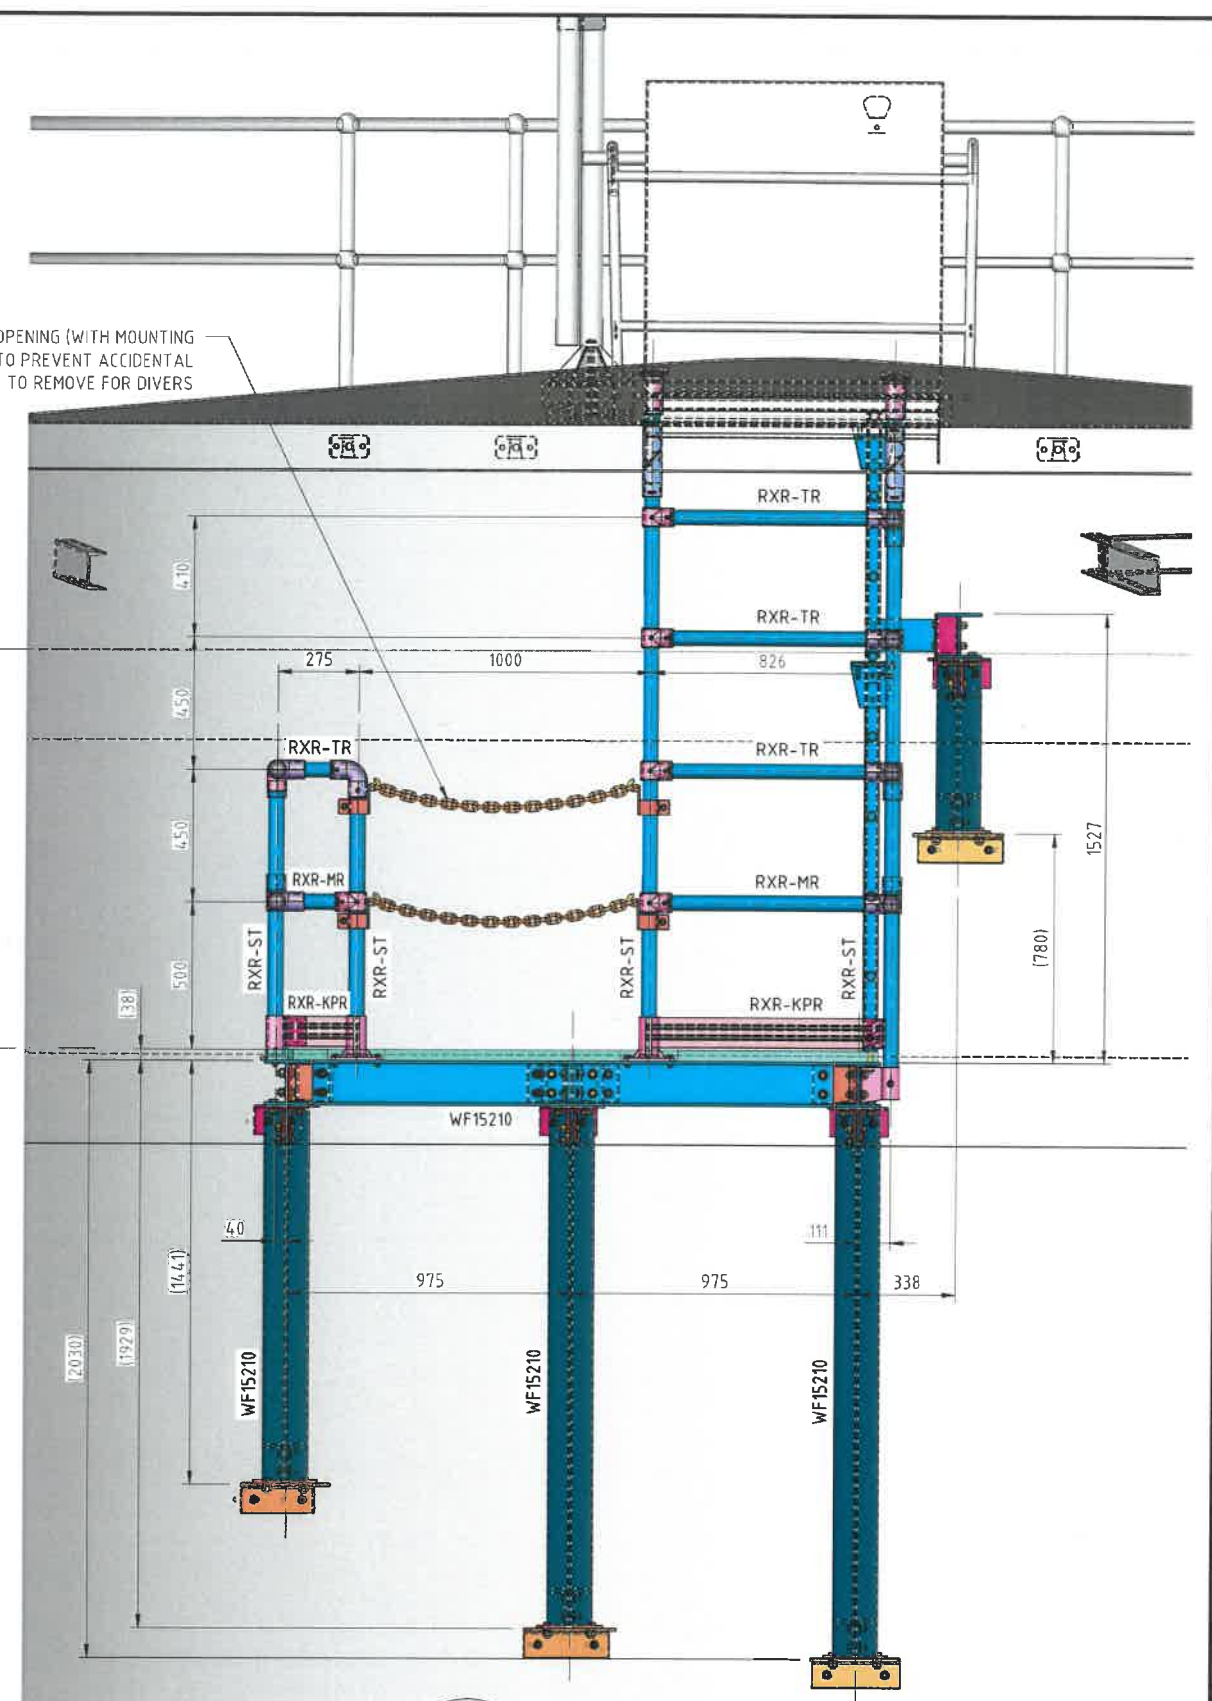 OPENING (WITH MOUNTING
TO PREVENT ACCIDENTAL
TO REMOVE FOR DIVERS
RXR-TR
410
RXR-TR
275
1000
826
450
RXR-TR
RXR-TR
450
1527
RXR-MR
RXR-MR
(780)
RXR-ST
RXR-ST
RXR-ST
RXR-ST
500
(38)
RXR-KPR
RXR-KPR
WF15210
40
111
(1441)
975
975
338
(2030)
(1929)
WF15210
WF15210
WF15210